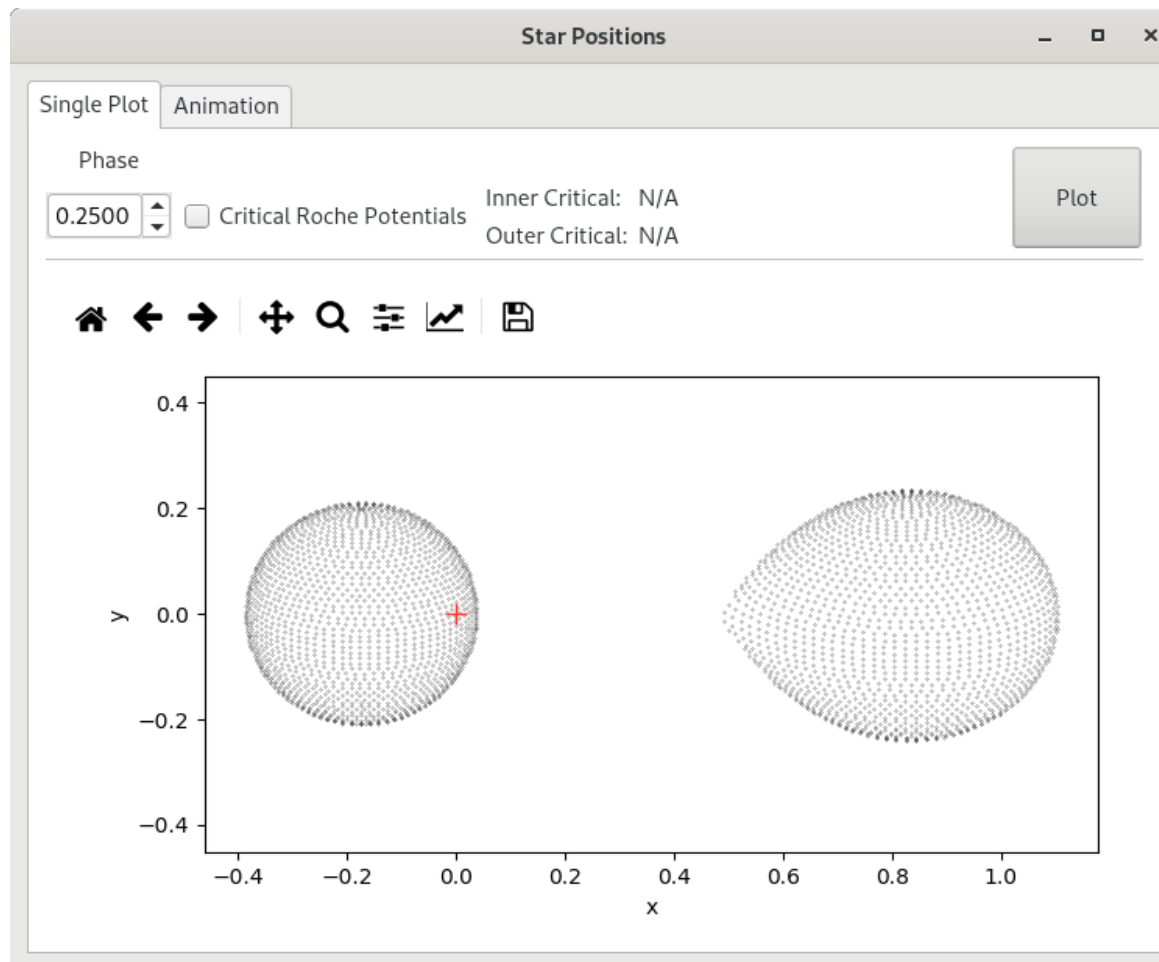 Star Positions
Single Plot Animation
Phase
0.2500 Critical Roche Potentials
Inner Critical: N/A
Outer Critical: N/A
Plot
0.4
0.2
0.0
−0.2
−0.4
y
−0.4 −0.2 0.0 0.2 0.4 0.6 0.8 1.0
x